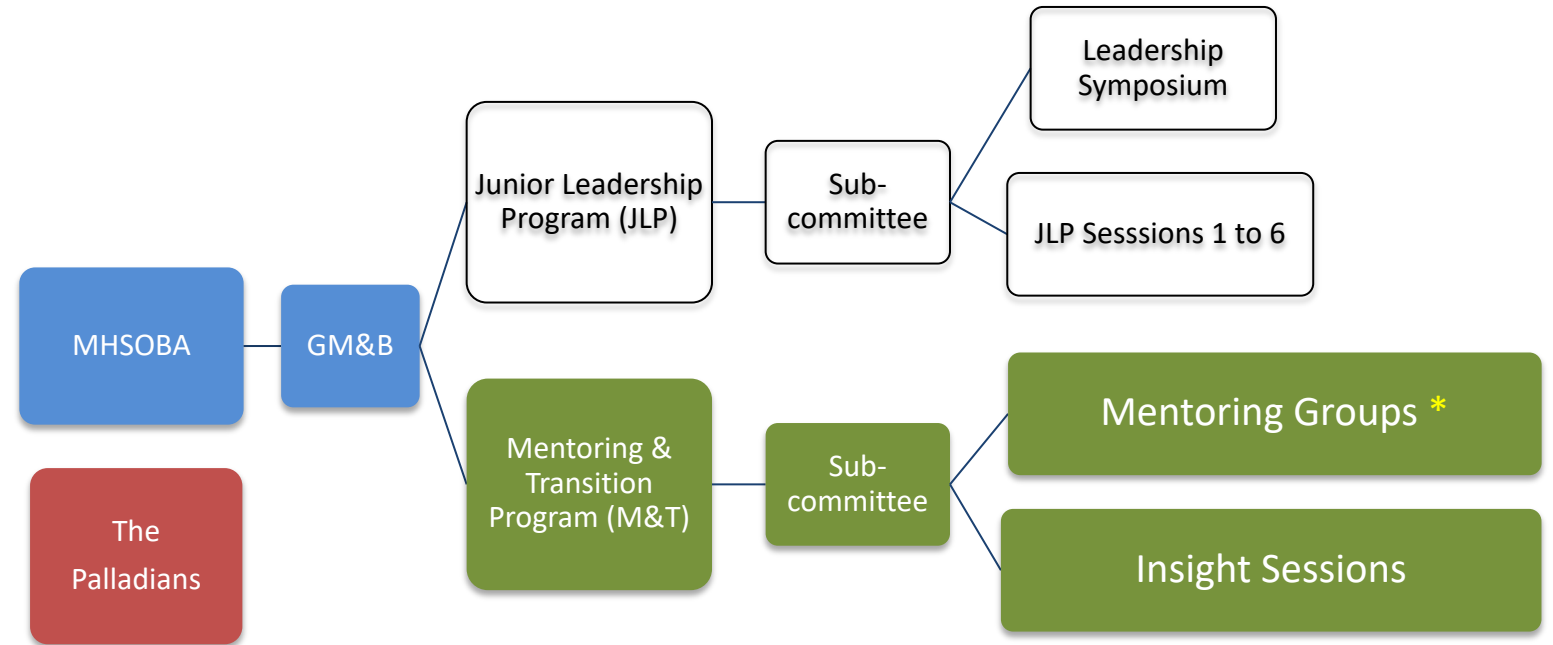 Leadership
Symposium
Junior Leadership
Program (JLP)
Sub-
committee
JLP Sesssions 1 to 6
MHSOBA
GM&B
Mentoring &
Transition
Program (M&T)
Sub-
committee
Mentoring Groups *
Insight Sessions
The
Palladians